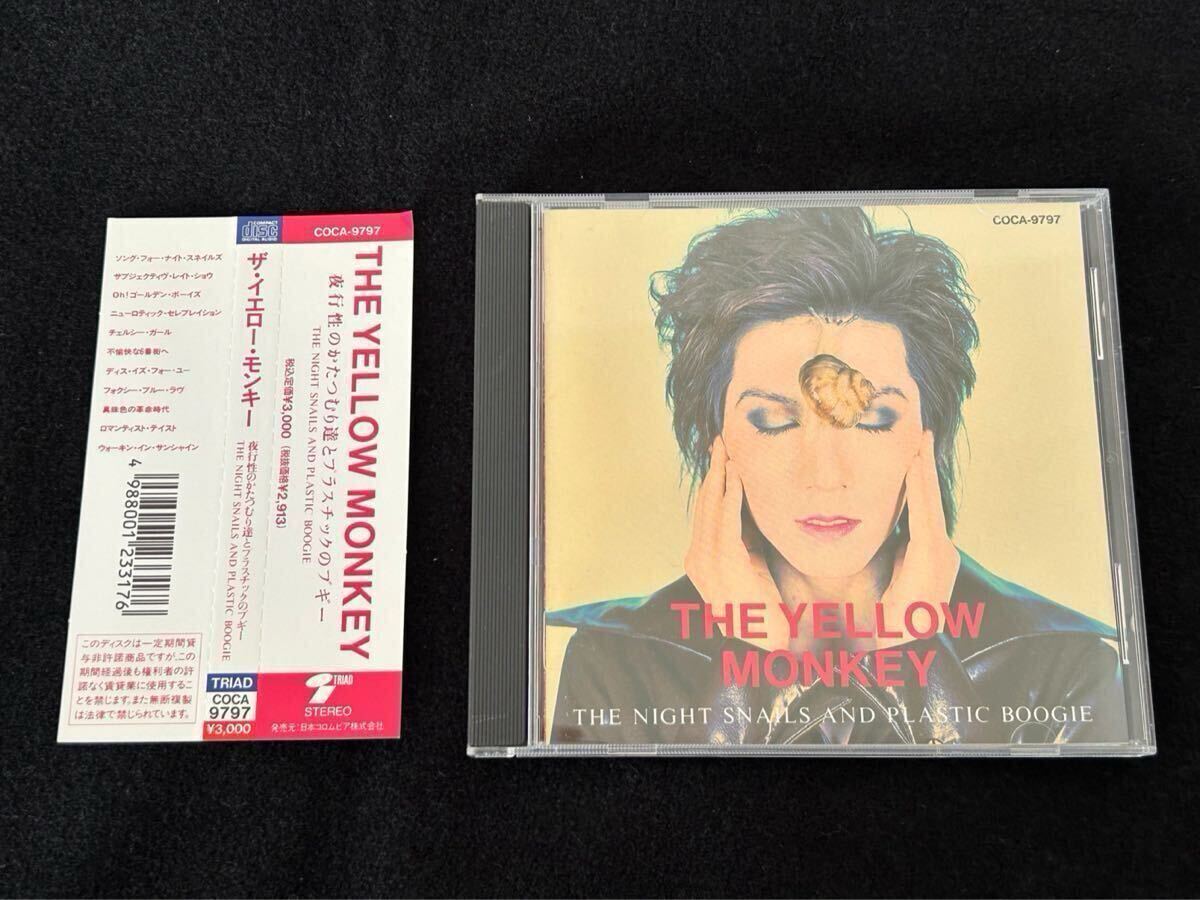 ソング・フォー・ナイト・スネイルズ
サブジェクティヴ・レイト・ショウ
Oh!ゴールデン・ボーイズ
ニューロティック・セレブレイション
チェルシー・ガール
不愉快な6番街へ
ディス・イズ・フォー・ユー
フォクシー・ブルー・ラヴ
真珠色の革命時代
ロマンティスト・テイスト
ウォーキン・イン・サンシャイン
4 988001 233176
このディスクは一定期間貸
与非許諾商品ですが、この
期間経過後も権利者の許
諾なく賃貸業に使用するこ
とを禁じます。また無断複製
は法律で禁じられています。
COMPACT
disc
DIGITAL AUDIO
ザ・イエロー・モンキー
夜行性のかたつむり達とプラスチックのブギー
THE NIGHT SNAILS AND PLASTIC BOOGIE
TRIAD
COCA
9797
¥3,000
COCA-9797
THE YELLOW MONKEY
夜行性のかたつむり達とプラスチックのブギー
THE NIGHT SNAILS AND PLASTIC BOOGIE
税込定価¥3,000(税抜価格¥2,913)
TRIAD
STEREO
発売元:日本コロムビア株式会社
COCA-9797
THE YELLOW
MONKEY
THE NIGHT SNAILS AND PLASTIC BOOGIE